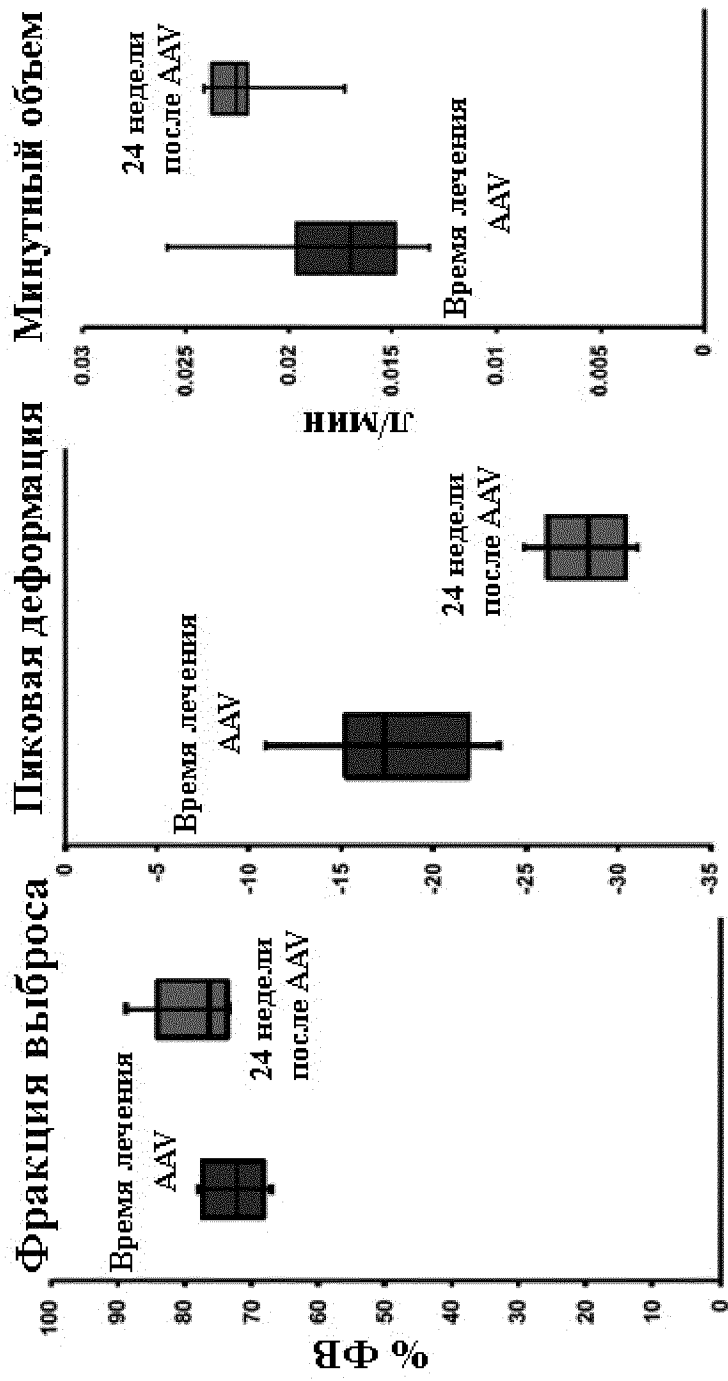 Фракция выброса
% ФВ
100
90
80
70
60
50
40
30
20
10
0
Время лечения
AAV
24 недели
после AAV
Пиковая деформация
0
-5
-10
-15
-20
-25
-30
-35
Время лечения
AAV
24 недели
после AAV
Минутный объем
л/мин
0.03
0.025
0.02
0.015
0.01
0.005
0
Время лечения
AAV
24 недели
после AAV